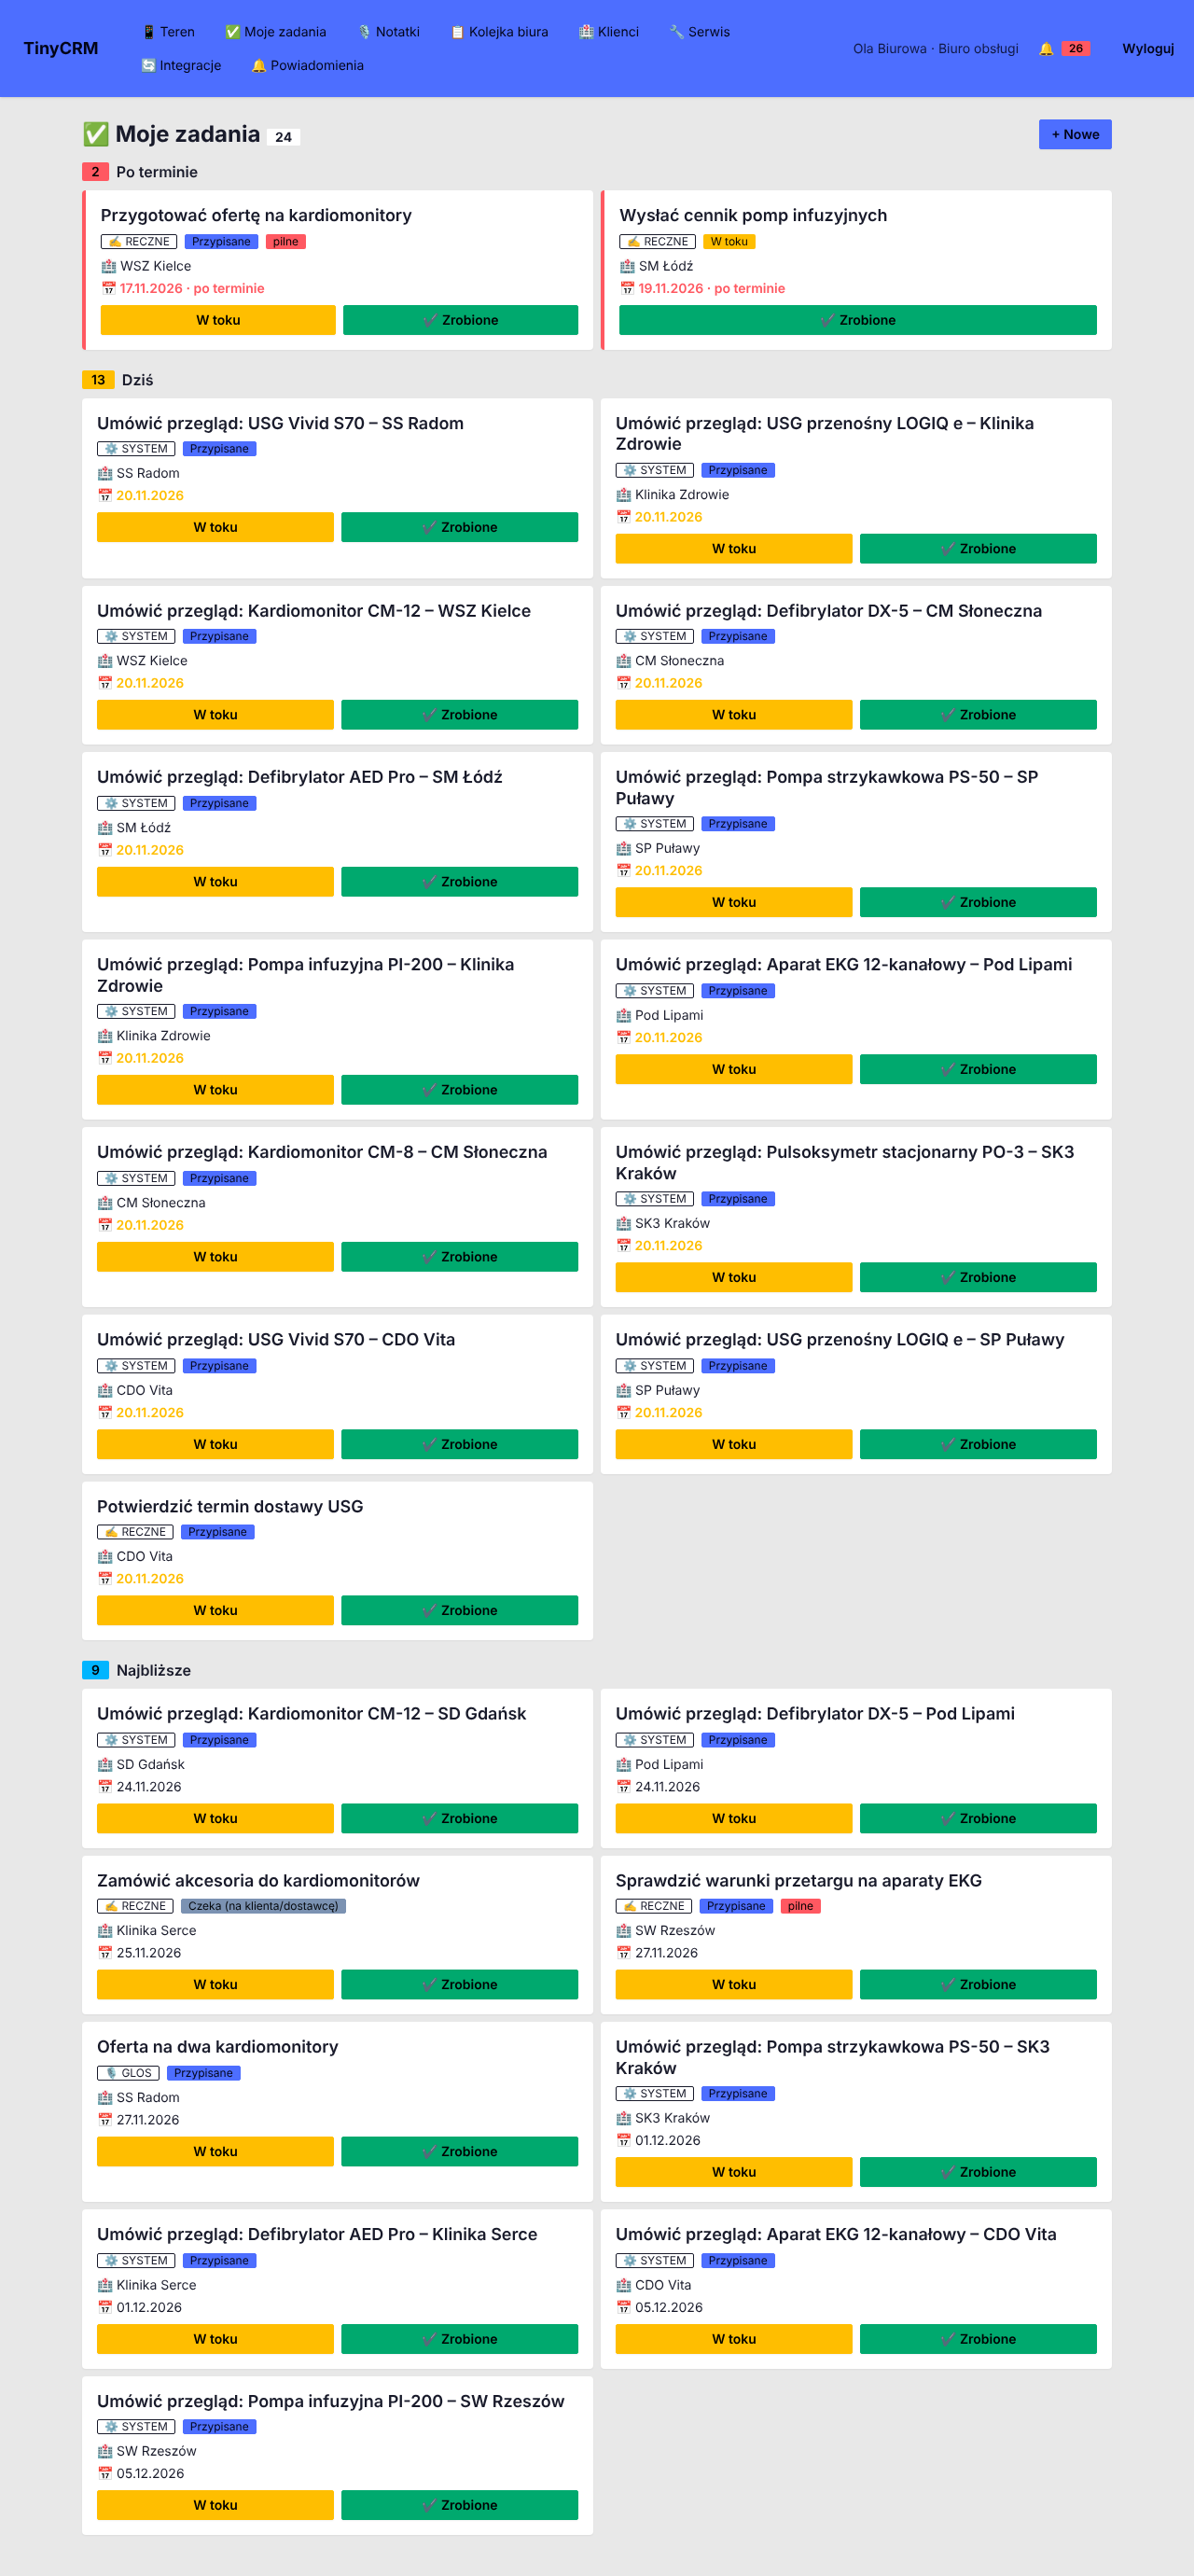 TinyCRM
📱 Teren
✅ Moje zadania
🎙️ Notatki
📋 Kolejka biura
🏥 Klienci
🔧 Serwis
🔄 Integracje
🔔 Powiadomienia
Ola Biurowa · Biuro obsługi
🔔 26
Wyloguj
✅ Moje zadania 24
+ Nowe
2 Po terminie
Przygotować ofertę na kardiomonitory
✍️ RECZNE Przypisane pilne
🏥 WSZ Kielce
📅 17.11.2026 · po terminie
W toku ✔️ Zrobione
Wysłać cennik pomp infuzyjnych
✍️ RECZNE W toku
🏥 SM Łódź
📅 19.11.2026 · po terminie
✔️ Zrobione
13 Dziś
Umówić przegląd: USG Vivid S70 – SS Radom
⚙️ SYSTEM Przypisane
🏥 SS Radom
📅 20.11.2026
W toku ✔️ Zrobione
Umówić przegląd: USG przenośny LOGIQ e – Klinika
Zdrowie
⚙️ SYSTEM Przypisane
🏥 Klinika Zdrowie
📅 20.11.2026
W toku ✔️ Zrobione
Umówić przegląd: Kardiomonitor CM-12 – WSZ Kielce
⚙️ SYSTEM Przypisane
🏥 WSZ Kielce
📅 20.11.2026
W toku ✔️ Zrobione
Umówić przegląd: Defibrylator DX-5 – CM Słoneczna
⚙️ SYSTEM Przypisane
🏥 CM Słoneczna
📅 20.11.2026
W toku ✔️ Zrobione
Umówić przegląd: Defibrylator AED Pro – SM Łódź
⚙️ SYSTEM Przypisane
🏥 SM Łódź
📅 20.11.2026
W toku ✔️ Zrobione
Umówić przegląd: Pompa strzykawkowa PS-50 – SP
Puławy
⚙️ SYSTEM Przypisane
🏥 SP Puławy
📅 20.11.2026
W toku ✔️ Zrobione
Umówić przegląd: Pompa infuzyjna PI-200 – Klinika
Zdrowie
⚙️ SYSTEM Przypisane
🏥 Klinika Zdrowie
📅 20.11.2026
W toku ✔️ Zrobione
Umówić przegląd: Aparat EKG 12-kanałowy – Pod Lipami
⚙️ SYSTEM Przypisane
🏥 Pod Lipami
📅 20.11.2026
W toku ✔️ Zrobione
Umówić przegląd: Kardiomonitor CM-8 – CM Słoneczna
⚙️ SYSTEM Przypisane
🏥 CM Słoneczna
📅 20.11.2026
W toku ✔️ Zrobione
Umówić przegląd: Pulsoksymetr stacjonarny PO-3 – SK3
Kraków
⚙️ SYSTEM Przypisane
🏥 SK3 Kraków
📅 20.11.2026
W toku ✔️ Zrobione
Umówić przegląd: USG Vivid S70 – CDO Vita
⚙️ SYSTEM Przypisane
🏥 CDO Vita
📅 20.11.2026
W toku ✔️ Zrobione
Umówić przegląd: USG przenośny LOGIQ e – SP Puławy
⚙️ SYSTEM Przypisane
🏥 SP Puławy
📅 20.11.2026
W toku ✔️ Zrobione
Potwierdzić termin dostawy USG
✍️ RECZNE Przypisane
🏥 CDO Vita
📅 20.11.2026
W toku ✔️ Zrobione
9 Najbliższe
Umówić przegląd: Kardiomonitor CM-12 – SD Gdańsk
⚙️ SYSTEM Przypisane
🏥 SD Gdańsk
📅 24.11.2026
W toku ✔️ Zrobione
Umówić przegląd: Defibrylator DX-5 – Pod Lipami
⚙️ SYSTEM Przypisane
🏥 Pod Lipami
📅 24.11.2026
W toku ✔️ Zrobione
Zamówić akcesoria do kardiomonitorów
✍️ RECZNE Czeka (na klienta/dostawcę)
🏥 Klinika Serce
📅 25.11.2026
W toku ✔️ Zrobione
Sprawdzić warunki przetargu na aparaty EKG
✍️ RECZNE Przypisane pilne
🏥 SW Rzeszów
📅 27.11.2026
W toku ✔️ Zrobione
Oferta na dwa kardiomonitory
🎙️ GLOS Przypisane
🏥 SS Radom
📅 27.11.2026
W toku ✔️ Zrobione
Umówić przegląd: Pompa strzykawkowa PS-50 – SK3
Kraków
⚙️ SYSTEM Przypisane
🏥 SK3 Kraków
📅 01.12.2026
W toku ✔️ Zrobione
Umówić przegląd: Defibrylator AED Pro – Klinika Serce
⚙️ SYSTEM Przypisane
🏥 Klinika Serce
📅 01.12.2026
W toku ✔️ Zrobione
Umówić przegląd: Aparat EKG 12-kanałowy – CDO Vita
⚙️ SYSTEM Przypisane
🏥 CDO Vita
📅 05.12.2026
W toku ✔️ Zrobione
Umówić przegląd: Pompa infuzyjna PI-200 – SW Rzeszów
⚙️ SYSTEM Przypisane
🏥 SW Rzeszów
📅 05.12.2026
W toku ✔️ Zrobione